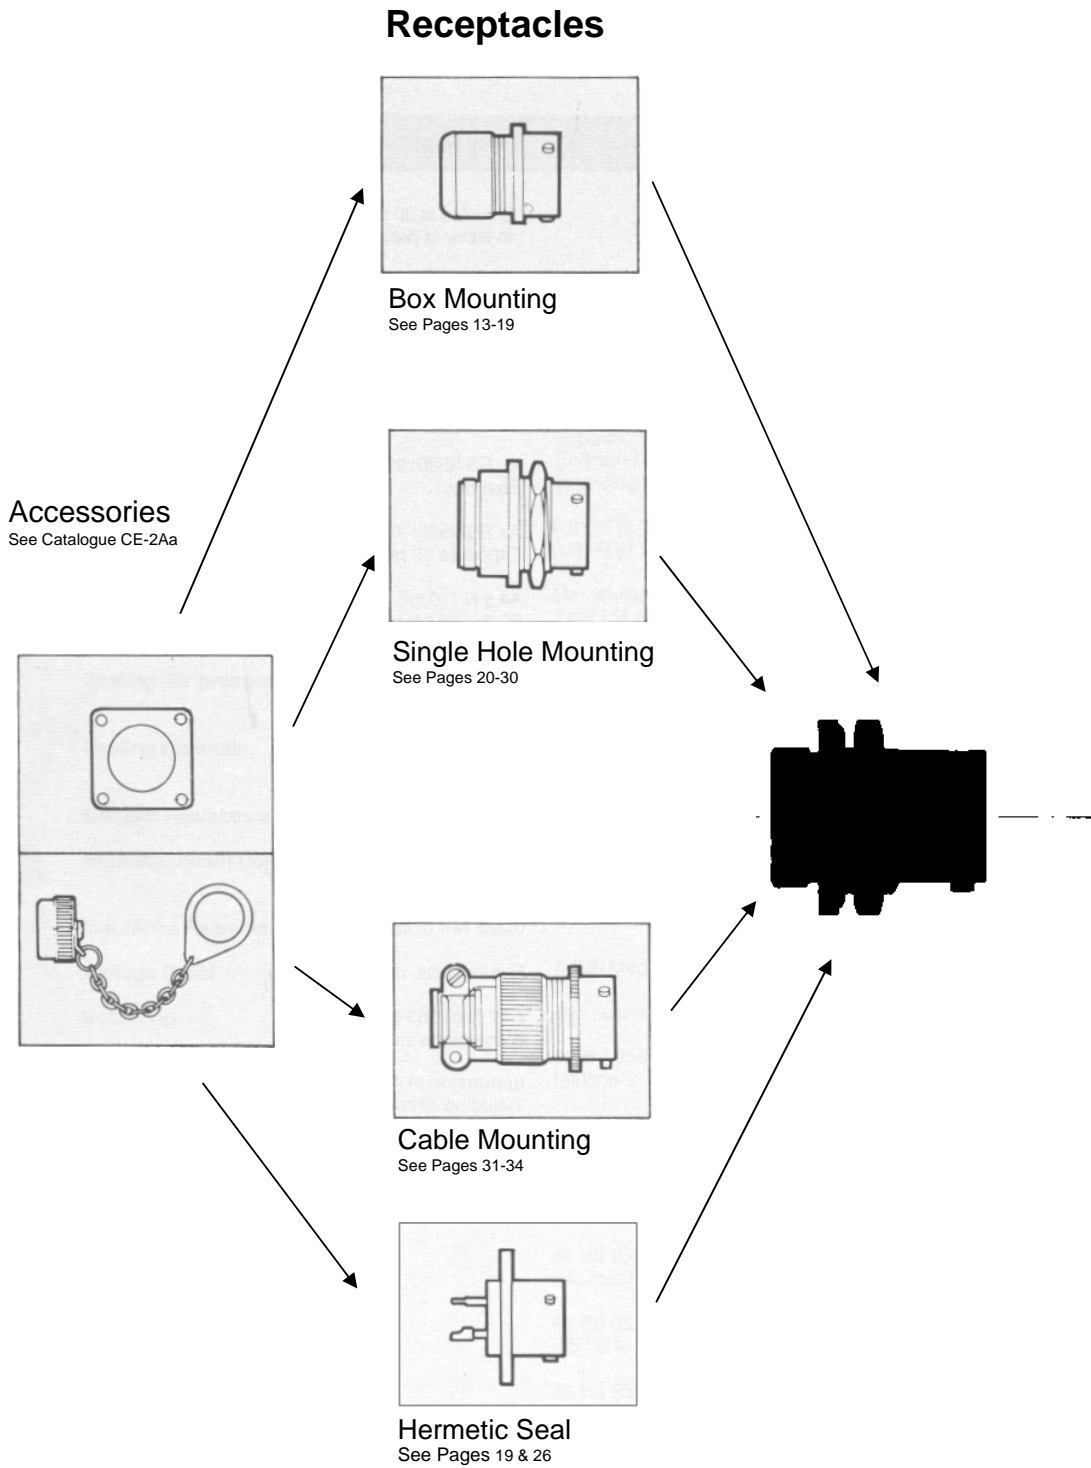 Receptacles
Box Mounting
See Pages 13-19
Accessories
See Catalogue CE-2Aa
Single Hole Mounting
See Pages 20-30
Cable Mounting
See Pages 31-34
Hermetic Seal
See Pages 19 & 26